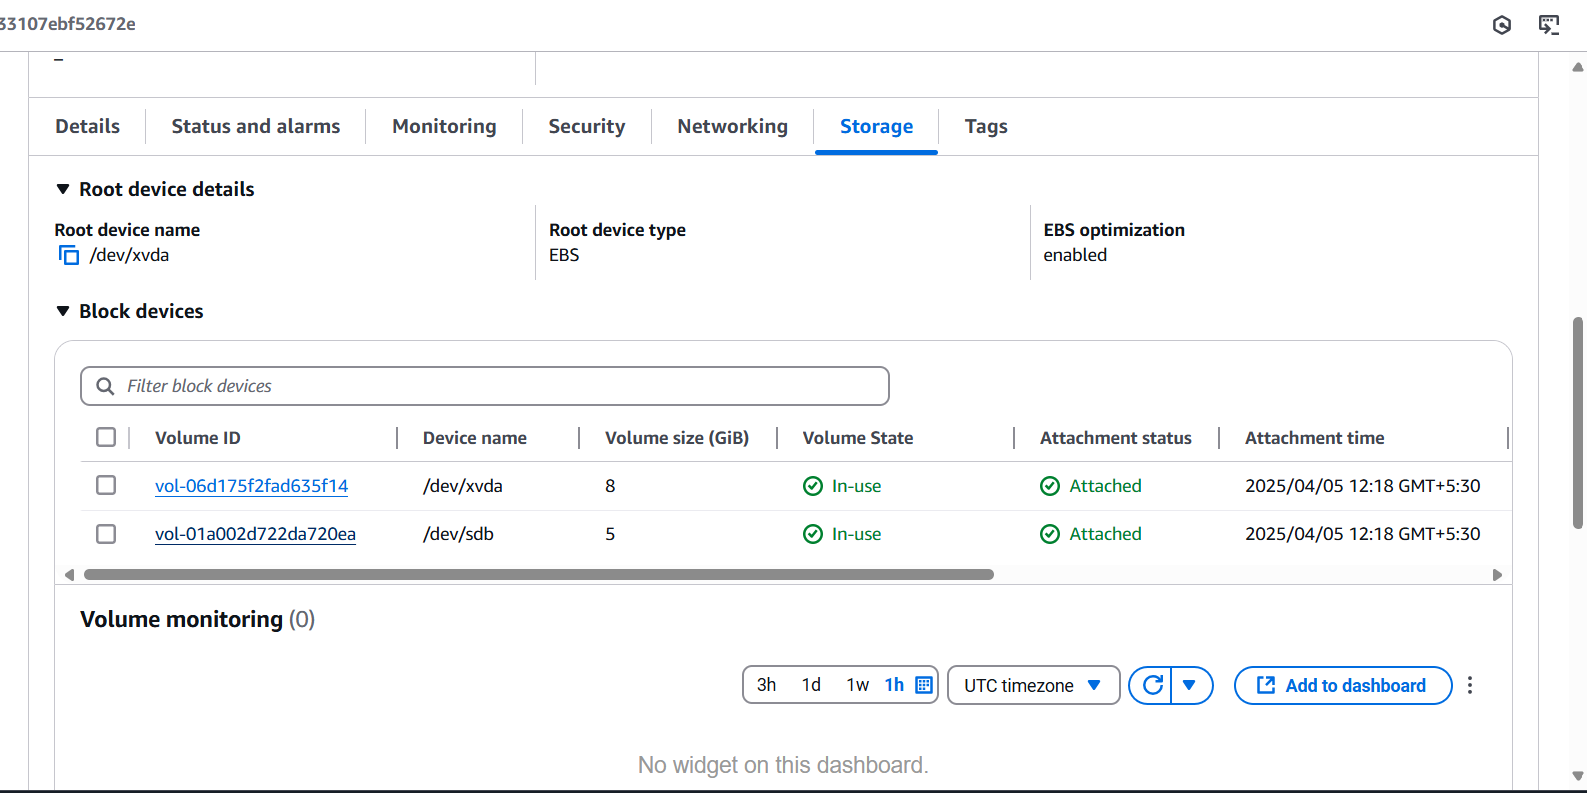 33107ebf52672e
–
Details Status and alarms Monitoring Security Networking Storage Tags
Root device details
Root device name Root device type EBS optimization
/dev/xvda EBS enabled
Block devices
Filter block devices
Volume ID Device name Volume size (GiB) Volume State Attachment status Attachment time
vol-06d175f2fad635f14 /dev/xvda 8 In-use Attached 2025/04/05 12:18 GMT+5:30
vol-01a002d722da720ea /dev/sdb 5 In-use Attached 2025/04/05 12:18 GMT+5:30
Volume monitoring (0)
3h 1d 1w 1h UTC timezone Add to dashboard
No widget on this dashboard.